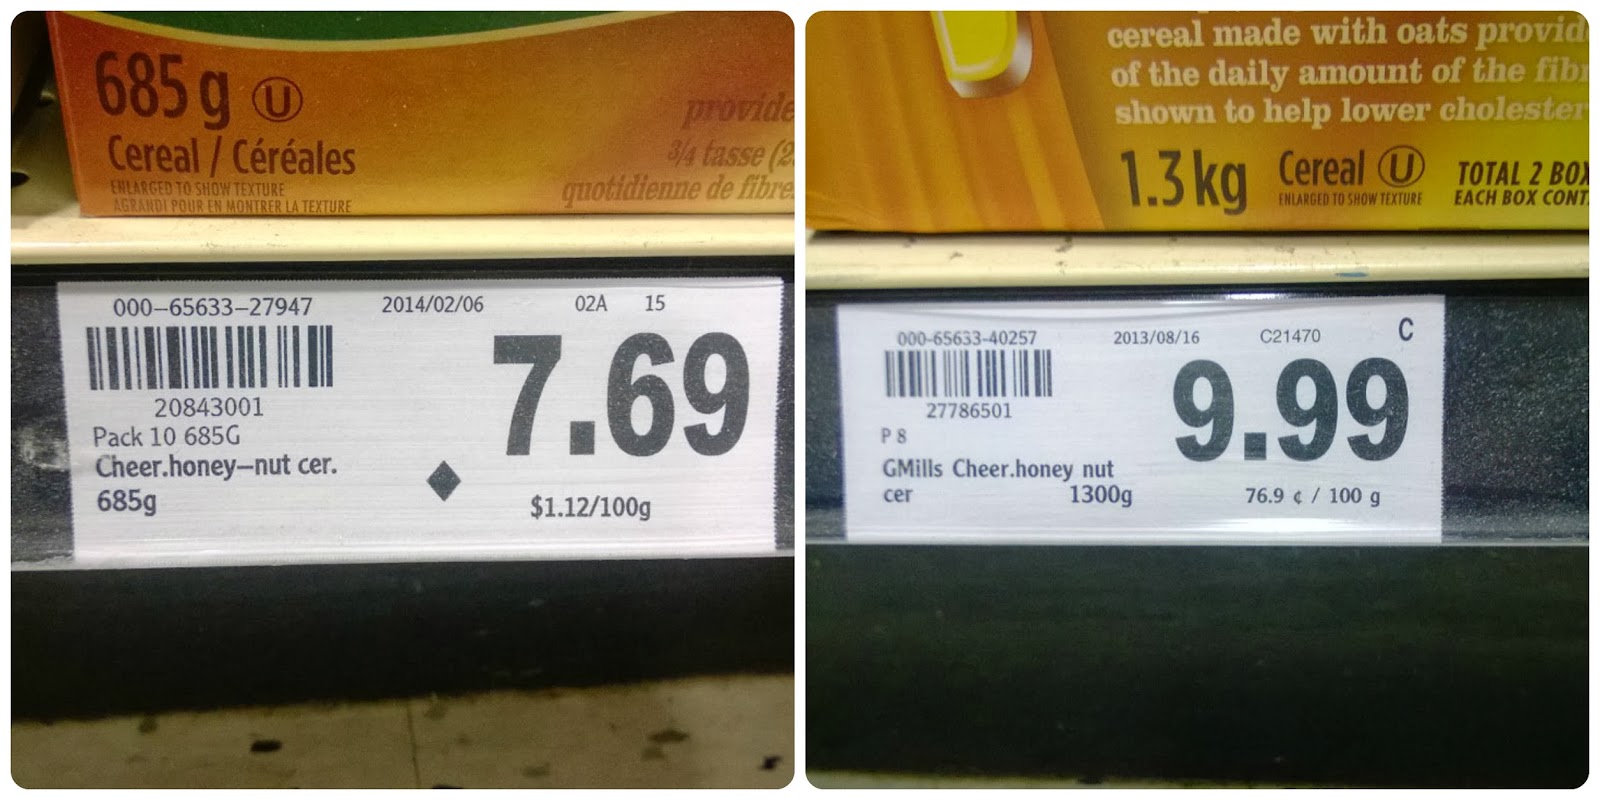 685 g U
Cereal / Céréales
ENLARGED TO SHOW TEXTURE
AGRANDI POUR EN MONTRER LA TEXTURE
provide
3/4 tasse (2
quotidienne de fibre
000-65633-27947 2014/02/06 02A 15
20843001
7.69
Pack 10 685G
Cheer.honey-nut cer.
685g
$1.12/100g
cereal made with oats provid
of the daily amount of the fib
shown to help lower cholester
1.3 kg Cereal U
ENLARGED TO SHOW TEXTURE
TOTAL 2 BOX
EACH BOX CONT
000-65633-40257 2013/08/16 C21470 C
27786501
9.99
P 8
GMills Cheer.honey nut
cer 1300g
76.9 ¢ / 100 g